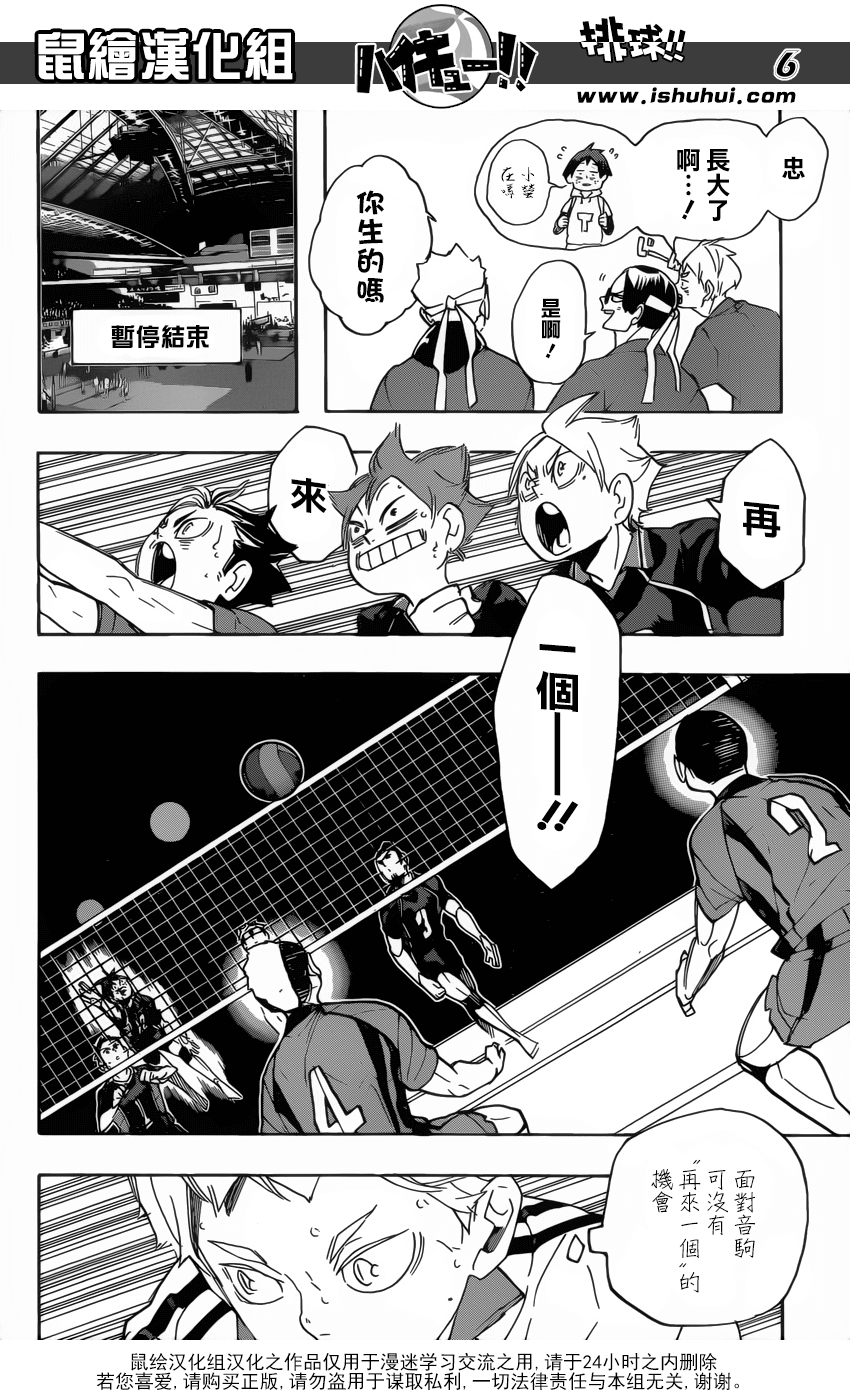 鼠繪漢化組
ハイキュー!!
排球!!
6
www.ishuhui.com
忠
長大了
啊…!
小螢
在嗎
T
是啊!
你生的嗎
暫停結束
再
來
一個——!!
2
3
1
4
面對音駒
可沒有
"再來一個"的
機會
鼠绘汉化组汉化之作品仅用于漫迷学习交流之用, 请于24小时之内删除
若您喜爱, 请购买正版, 请勿盗用于谋取私利, 一切法律责任与本组无关, 谢谢。